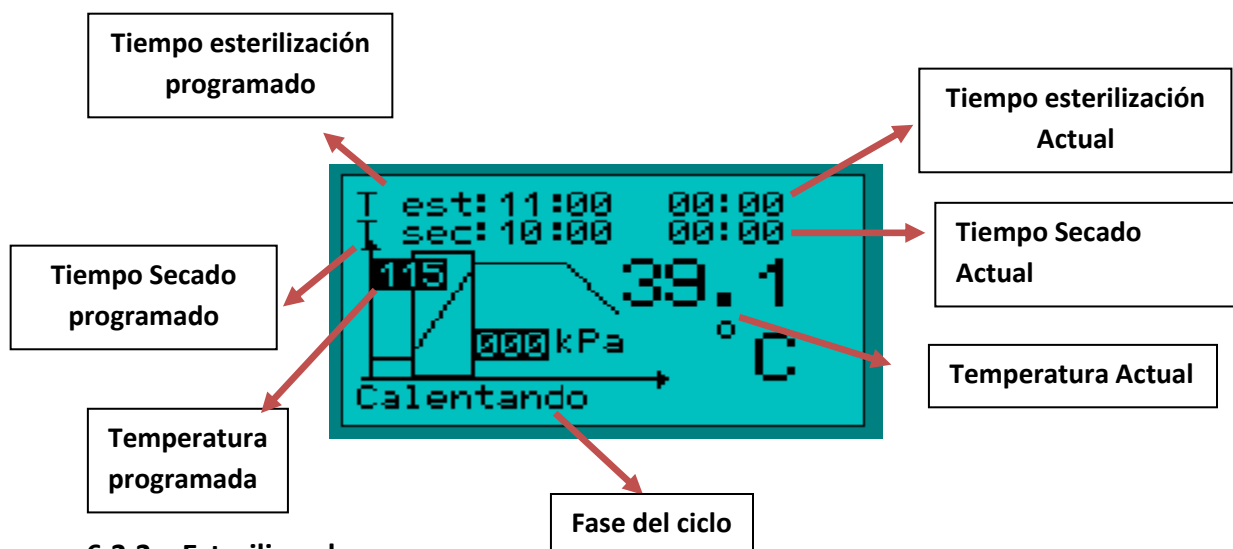 Tiempo esterilización
programado
Tiempo esterilización
Actual
T est:11:00 00:00
T sec:10:00 00:00
Tiempo Secado
Actual
Tiempo Secado
programado
115
39.1
°C
000 kPa
Temperatura Actual
Calentando
Temperatura
programada
Fase del ciclo